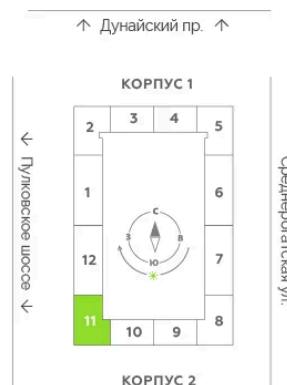 Дунайский пр.
КОРПУС 1
2 3 4 5
1 6
12 7
11 10 9 8
С
З В
Ю
Пулковское шоссе
Среднерогатская ул.
КОРПУС 2